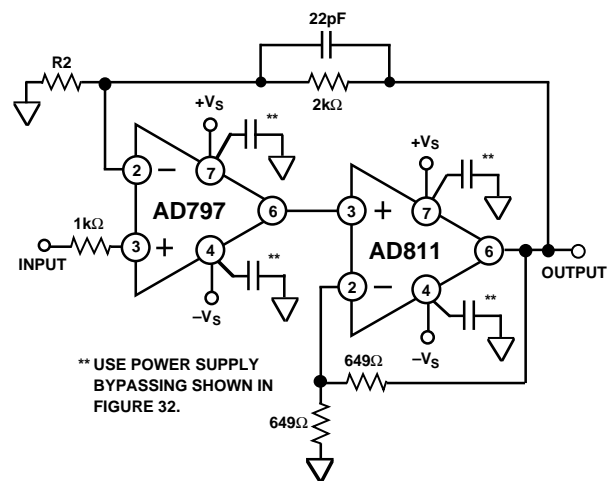 22pF
R2
2kΩ
+VS
**
2
−
7
+VS
**
AD797
6
3
+
7
1kΩ
3
+
4
AD811
6
INPUT
**
2
−
4
OUTPUT
−VS
**
−VS
** USE POWER SUPPLY
BYPASSING SHOWN IN
FIGURE 32.
649Ω
649Ω